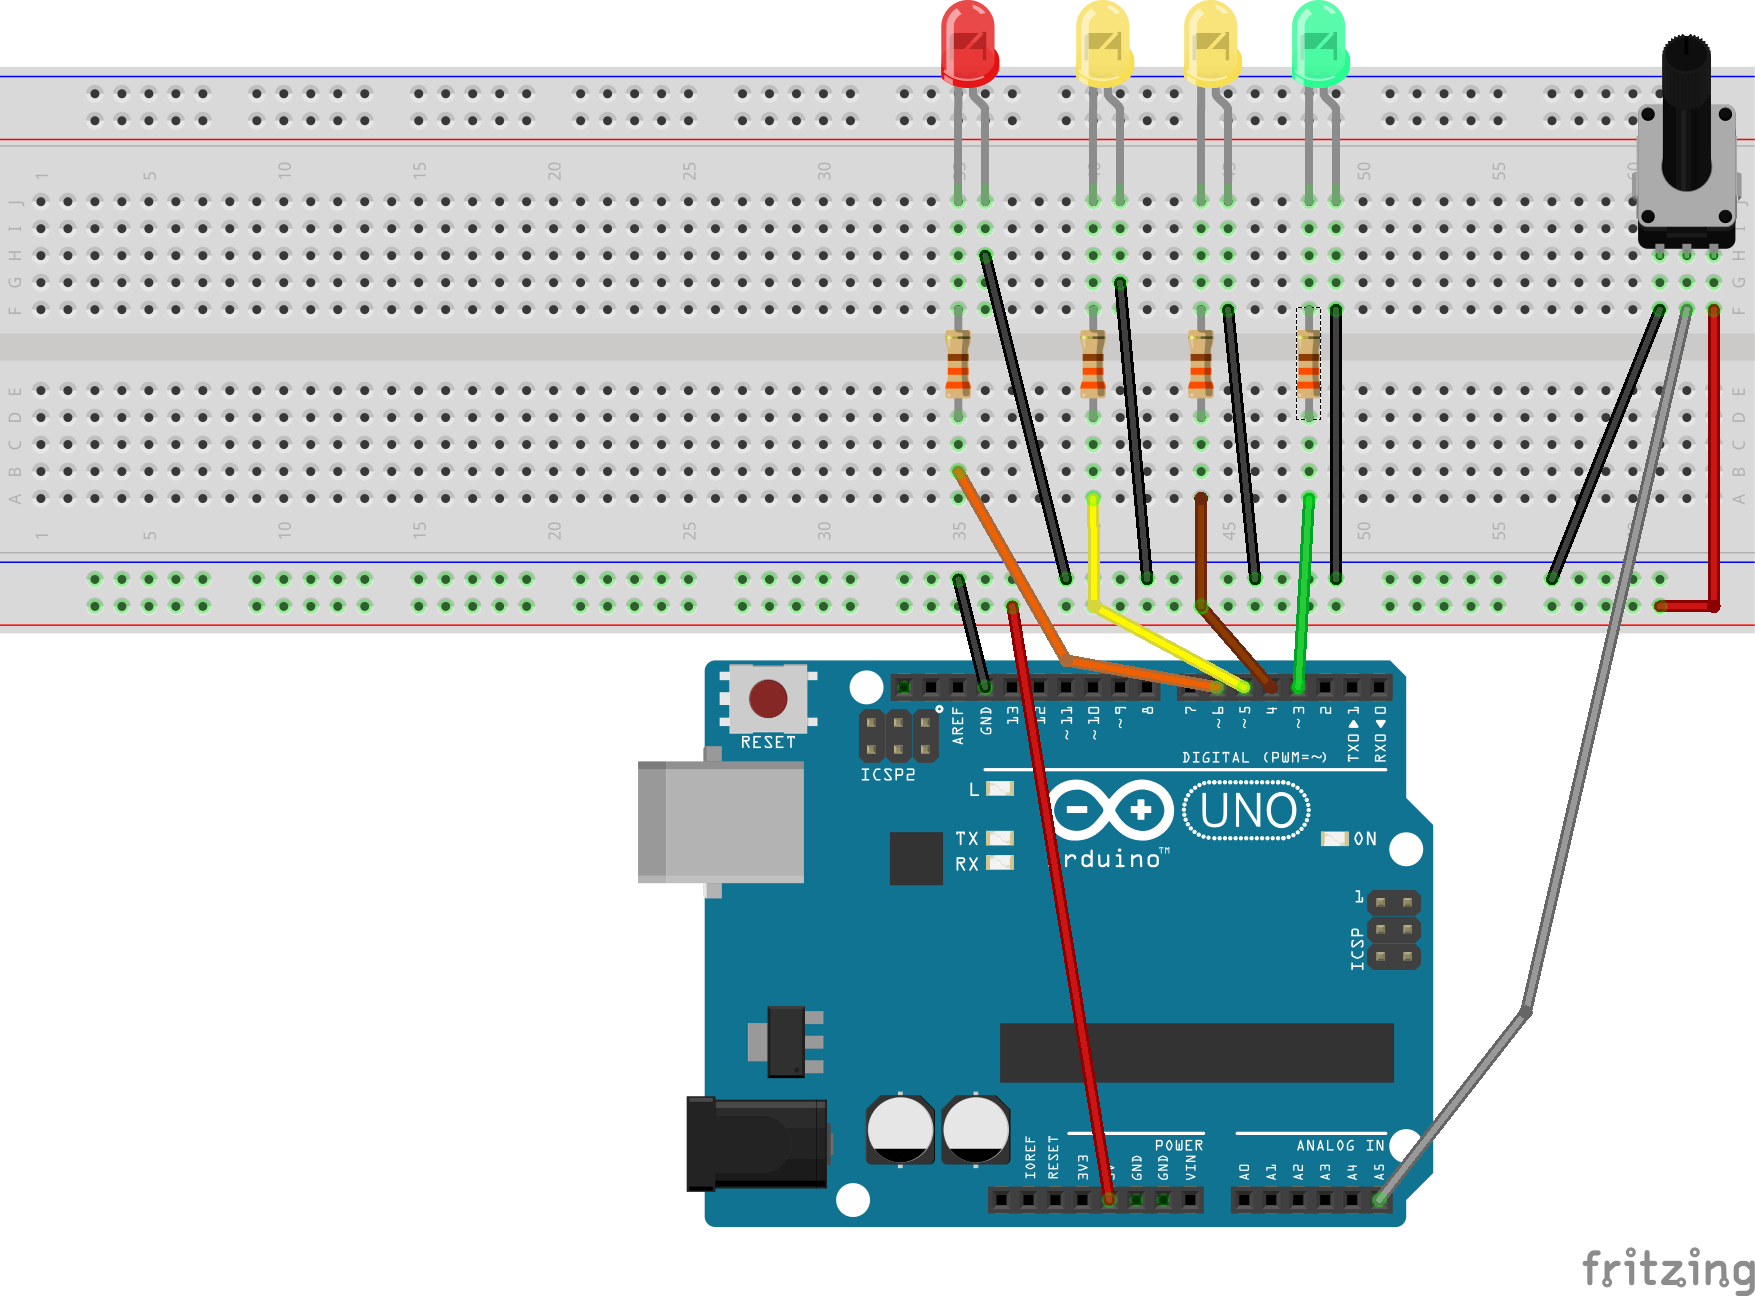 1 5 10 15 20 25 30 35 40 45 50 55 60
J
I
H
G
F
E
D
C
B
A
1 5 10 15 20 25 30 35 45 50 55
RESET
ICSP2
AREF
GND
13
12
~11
~10
~9
8
7
~6
~5
4
~3
2
TX0▶1
RX0◀0
DIGITAL (PWM=~)
L
TX
RX
UNO
ON
rduino™
1
ICSP
IOREF
RESET
3V3
GND
GND
VIN
POWER
ANALOG IN
A0
A1
A2
A3
A4
A5
fritzing